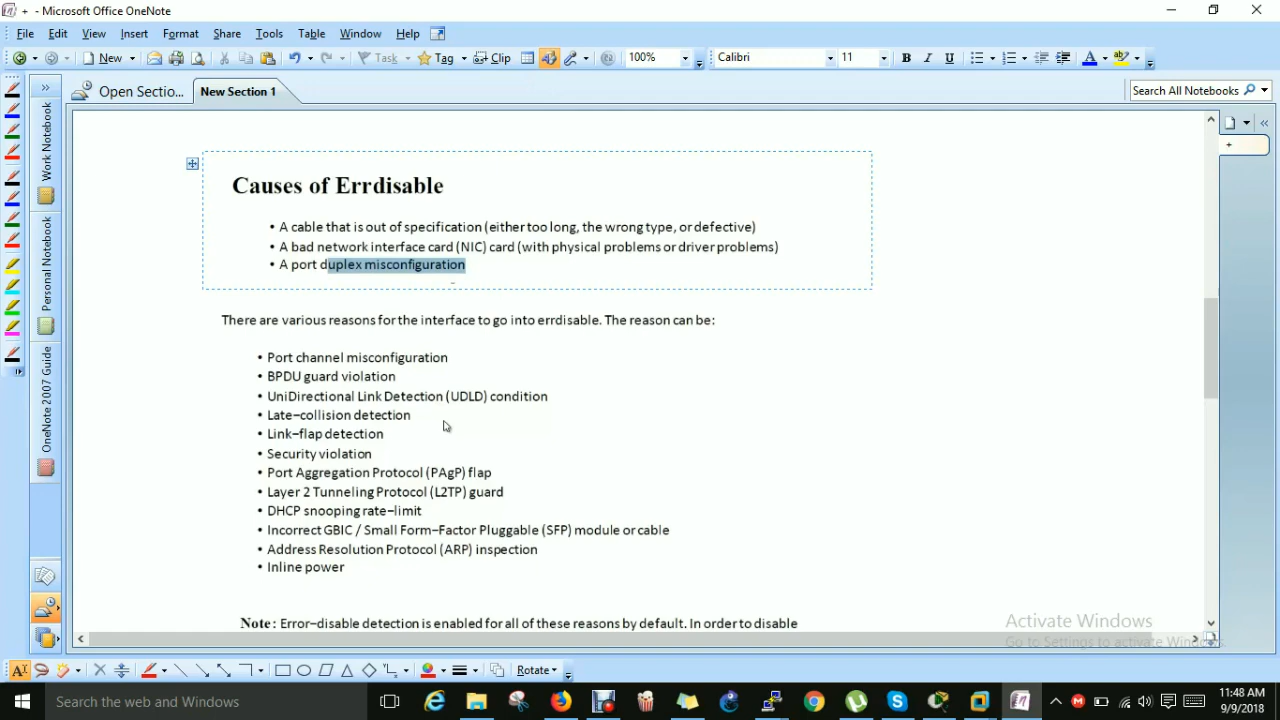 + - Microsoft Office OneNote
File Edit View Insert Format Share Tools Table Window Help
New Task Tag Clip 100% Calibri 11 B I U A ab
Open Sectio... New Section 1 Search All Notebooks
+
Work Notebook
Personal Notebook
OneNote 2007 Guide
Causes of Errdisable
• A cable that is out of specification (either too long, the wrong type, or defective)
• A bad network interface card (NIC) card (with physical problems or driver problems)
• A port duplex misconfiguration
There are various reasons for the interface to go into errdisable. The reason can be:
• Port channel misconfiguration
• BPDU guard violation
• UniDirectional Link Detection (UDLD) condition
• Late−collision detection
• Link−flap detection
• Security violation
• Port Aggregation Protocol (PAgP) flap
• Layer 2 Tunneling Protocol (L2TP) guard
• DHCP snooping rate−limit
• Incorrect GBIC / Small Form−Factor Pluggable (SFP) module or cable
• Address Resolution Protocol (ARP) inspection
• Inline power
Note: Error−disable detection is enabled for all of these reasons by default. In order to disable
Activate Windows
Go to Settings to activate Windows.
Rotate
Search the web and Windows
11:48 AM
9/9/2018